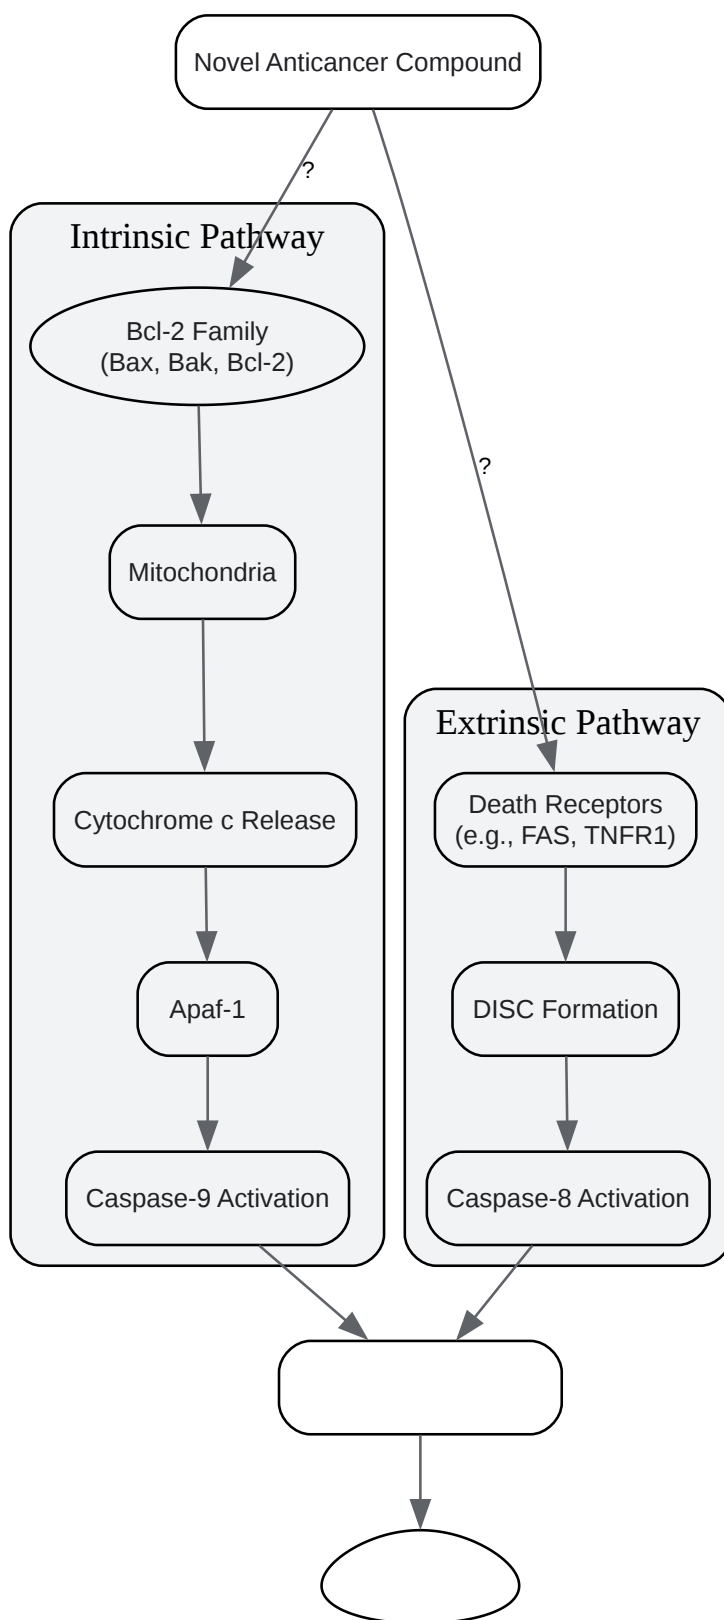 Novel Anticancer Compound
?
Intrinsic Pathway
Bcl-2 Family
(Bax, Bak, Bcl-2)
?
Mitochondria
Extrinsic Pathway
Cytochrome c Release
Death Receptors
(e.g., FAS, TNFR1)
Apaf-1
DISC Formation
Caspase-9 Activation
Caspase-8 Activation